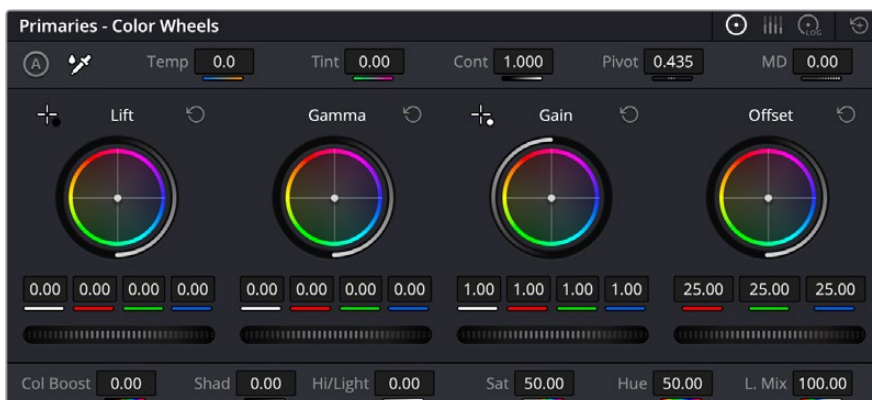 Primaries - Color Wheels LOG
A Temp 0.0 Tint 0.00 Cont 1.000 Pivot 0.435 MD 0.00
Lift Gamma Gain Offset
0.00 0.00 0.00 0.00 0.00 0.00 0.00 0.00 1.00 1.00 1.00 1.00 25.00 25.00 25.00
Col Boost 0.00 Shad 0.00 Hi/Light 0.00 Sat 50.00 Hue 50.00 L. Mix 100.00